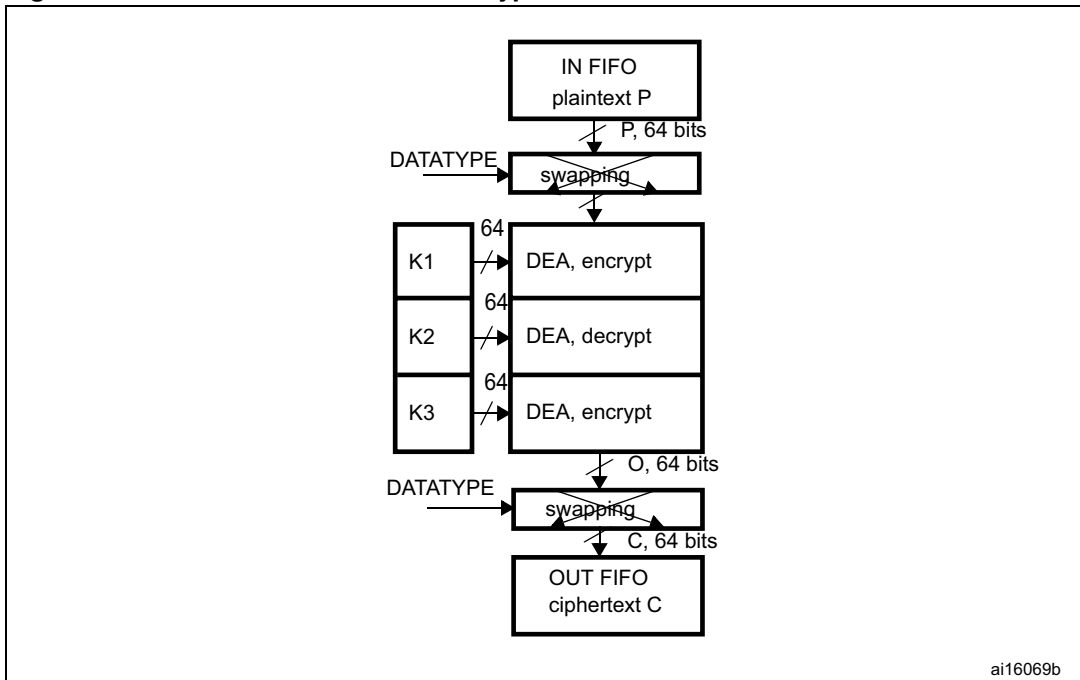 IN FIFO
plaintext P
P, 64 bits
DATATYPE
swapping
64
K1
DEA, encrypt
64
K2
DEA, decrypt
64
K3
DEA, encrypt
O, 64 bits
DATATYPE
swapping
C, 64 bits
OUT FIFO
ciphertext C
ai16069b